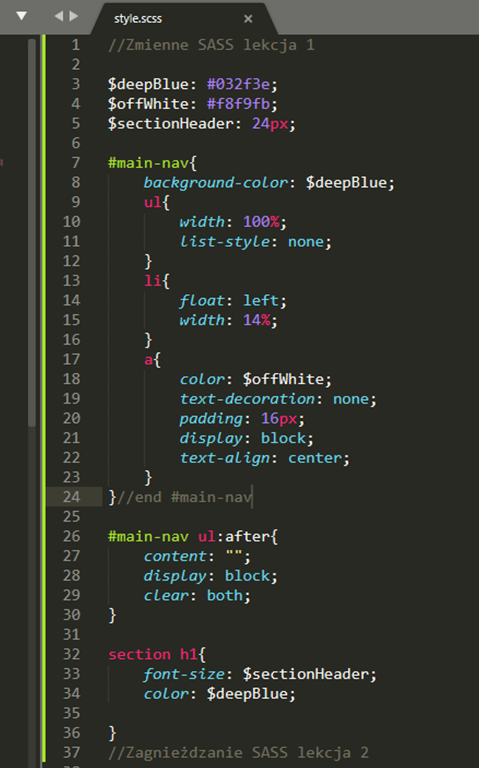 style.scss
1 //Zmienne SASS lekcja 1
2
3 $deepBlue: #032f3e;
4 $offWhite: #f8f9fb;
5 $sectionHeader: 24px;
6
7 #main-nav{
8 background-color: $deepBlue;
9 ul{
10 width: 100%;
11 list-style: none;
12 }
13 li{
14 float: left;
15 width: 14%;
16 }
17 a{
18 color: $offWhite;
19 text-decoration: none;
20 padding: 16px;
21 display: block;
22 text-align: center;
23 }
24 }//end #main-nav
25
26 #main-nav ul:after{
27 content: "";
28 display: block;
29 clear: both;
30 }
31
32 section h1{
33 font-size: $sectionHeader;
34 color: $deepBlue;
35
36 }
37 //Zagnieżdzanie SASS lekcja 2